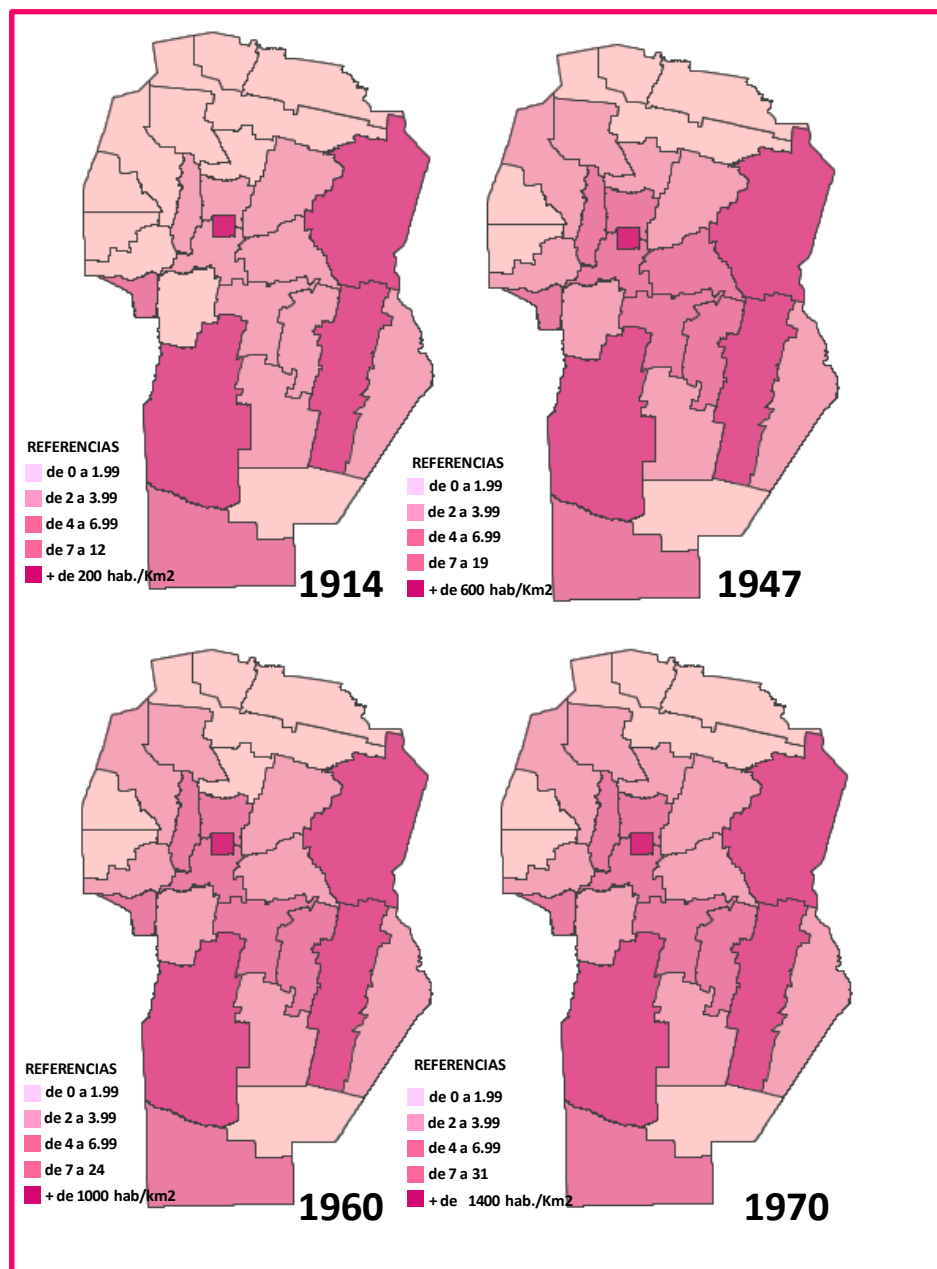 REFERENCIAS
de 0 a 1.99
de 2 a 3.99
de 4 a 6.99
de 7 a 12
+ de 200 hab./Km2
1914
REFERENCIAS
de 0 a 1.99
de 2 a 3.99
de 4 a 6.99
de 7 a 19
+ de 600 hab/Km2
1947
REFERENCIAS
de 0 a 1.99
de 2 a 3.99
de 4 a 6.99
de 7 a 24
+ de 1000 hab/km2
1960
REFERENCIAS
de 0 a 1.99
de 2 a 3.99
de 4 a 6.99
de 7 a 31
+ de 1400 hab./Km2
1970